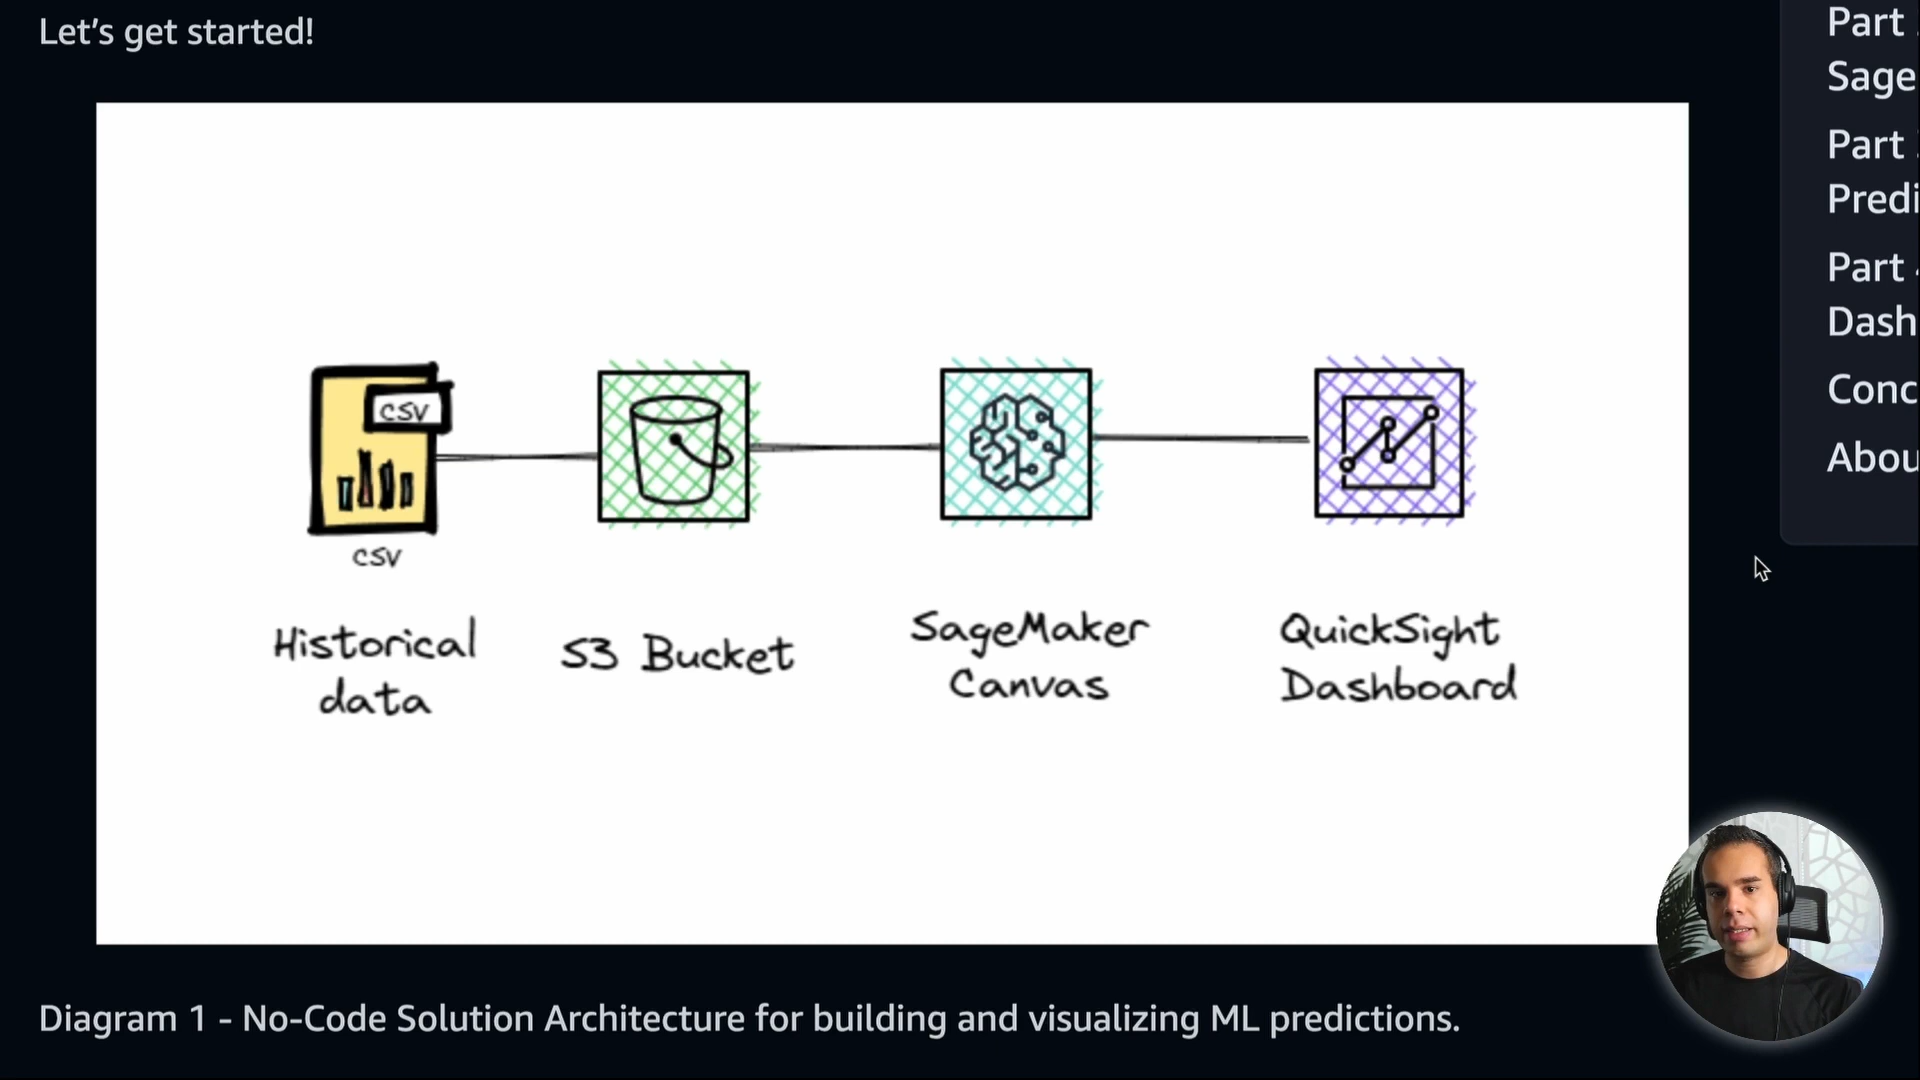 Let's get started!
Part
Sage
Part
Predi
Part
Dash
Conc
Abou
CSV
CSV
Historical
data
S3 Bucket
SageMaker
Canvas
QuickSight
Dashboard
Diagram 1 - No-Code Solution Architecture for building and visualizing ML predictions.